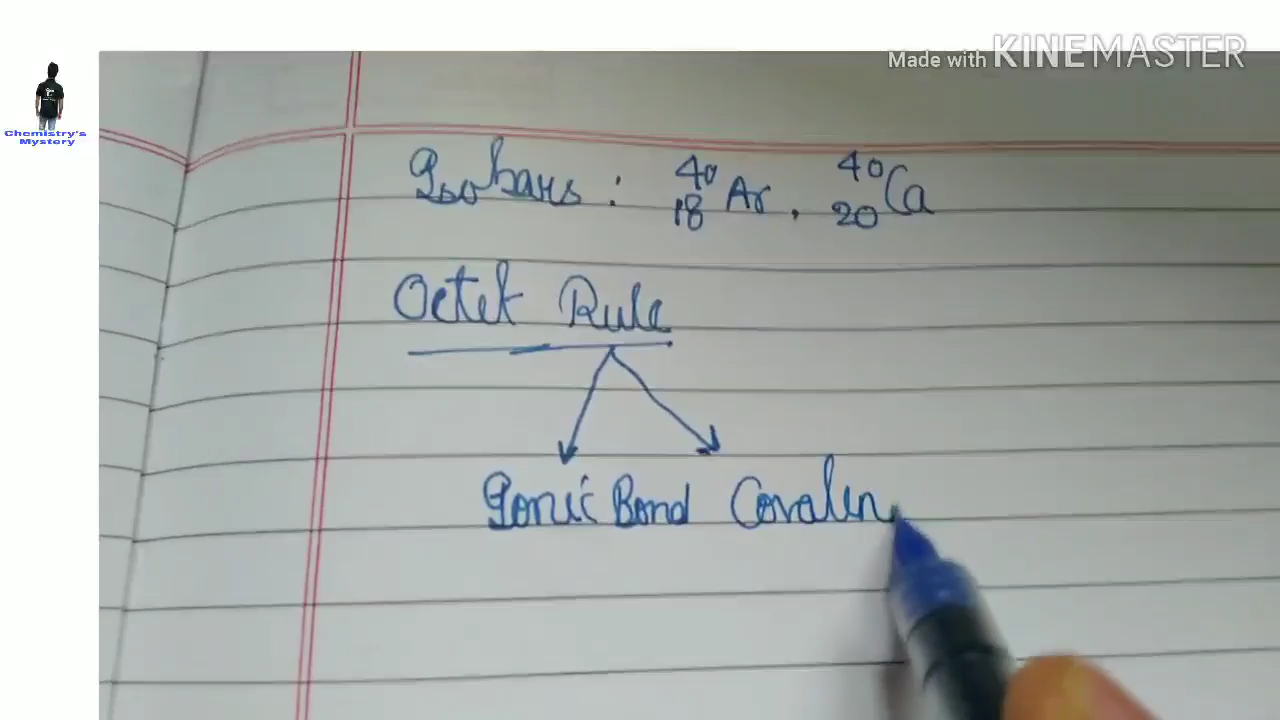 Made with KINEMASTER
Chemistry's
Mystery
Isobars : ⁴⁰₁₈Ar, ⁴⁰₂₀Ca
Octet Rule
Ionic Bond Covalen